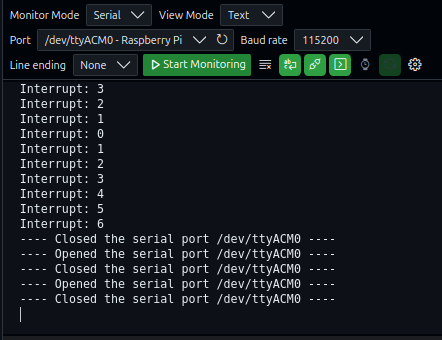 Monitor Mode Serial View Mode Text
Port /dev/ttyACM0 - Raspberry Pi Baud rate 115200
Line ending None Start Monitoring
Interrupt: 3
Interrupt: 2
Interrupt: 1
Interrupt: 0
Interrupt: 1
Interrupt: 2
Interrupt: 3
Interrupt: 4
Interrupt: 5
Interrupt: 6
---- Closed the serial port /dev/ttyACM0 ----
---- Opened the serial port /dev/ttyACM0 ----
---- Closed the serial port /dev/ttyACM0 ----
---- Opened the serial port /dev/ttyACM0 ----
---- Closed the serial port /dev/ttyACM0 ----